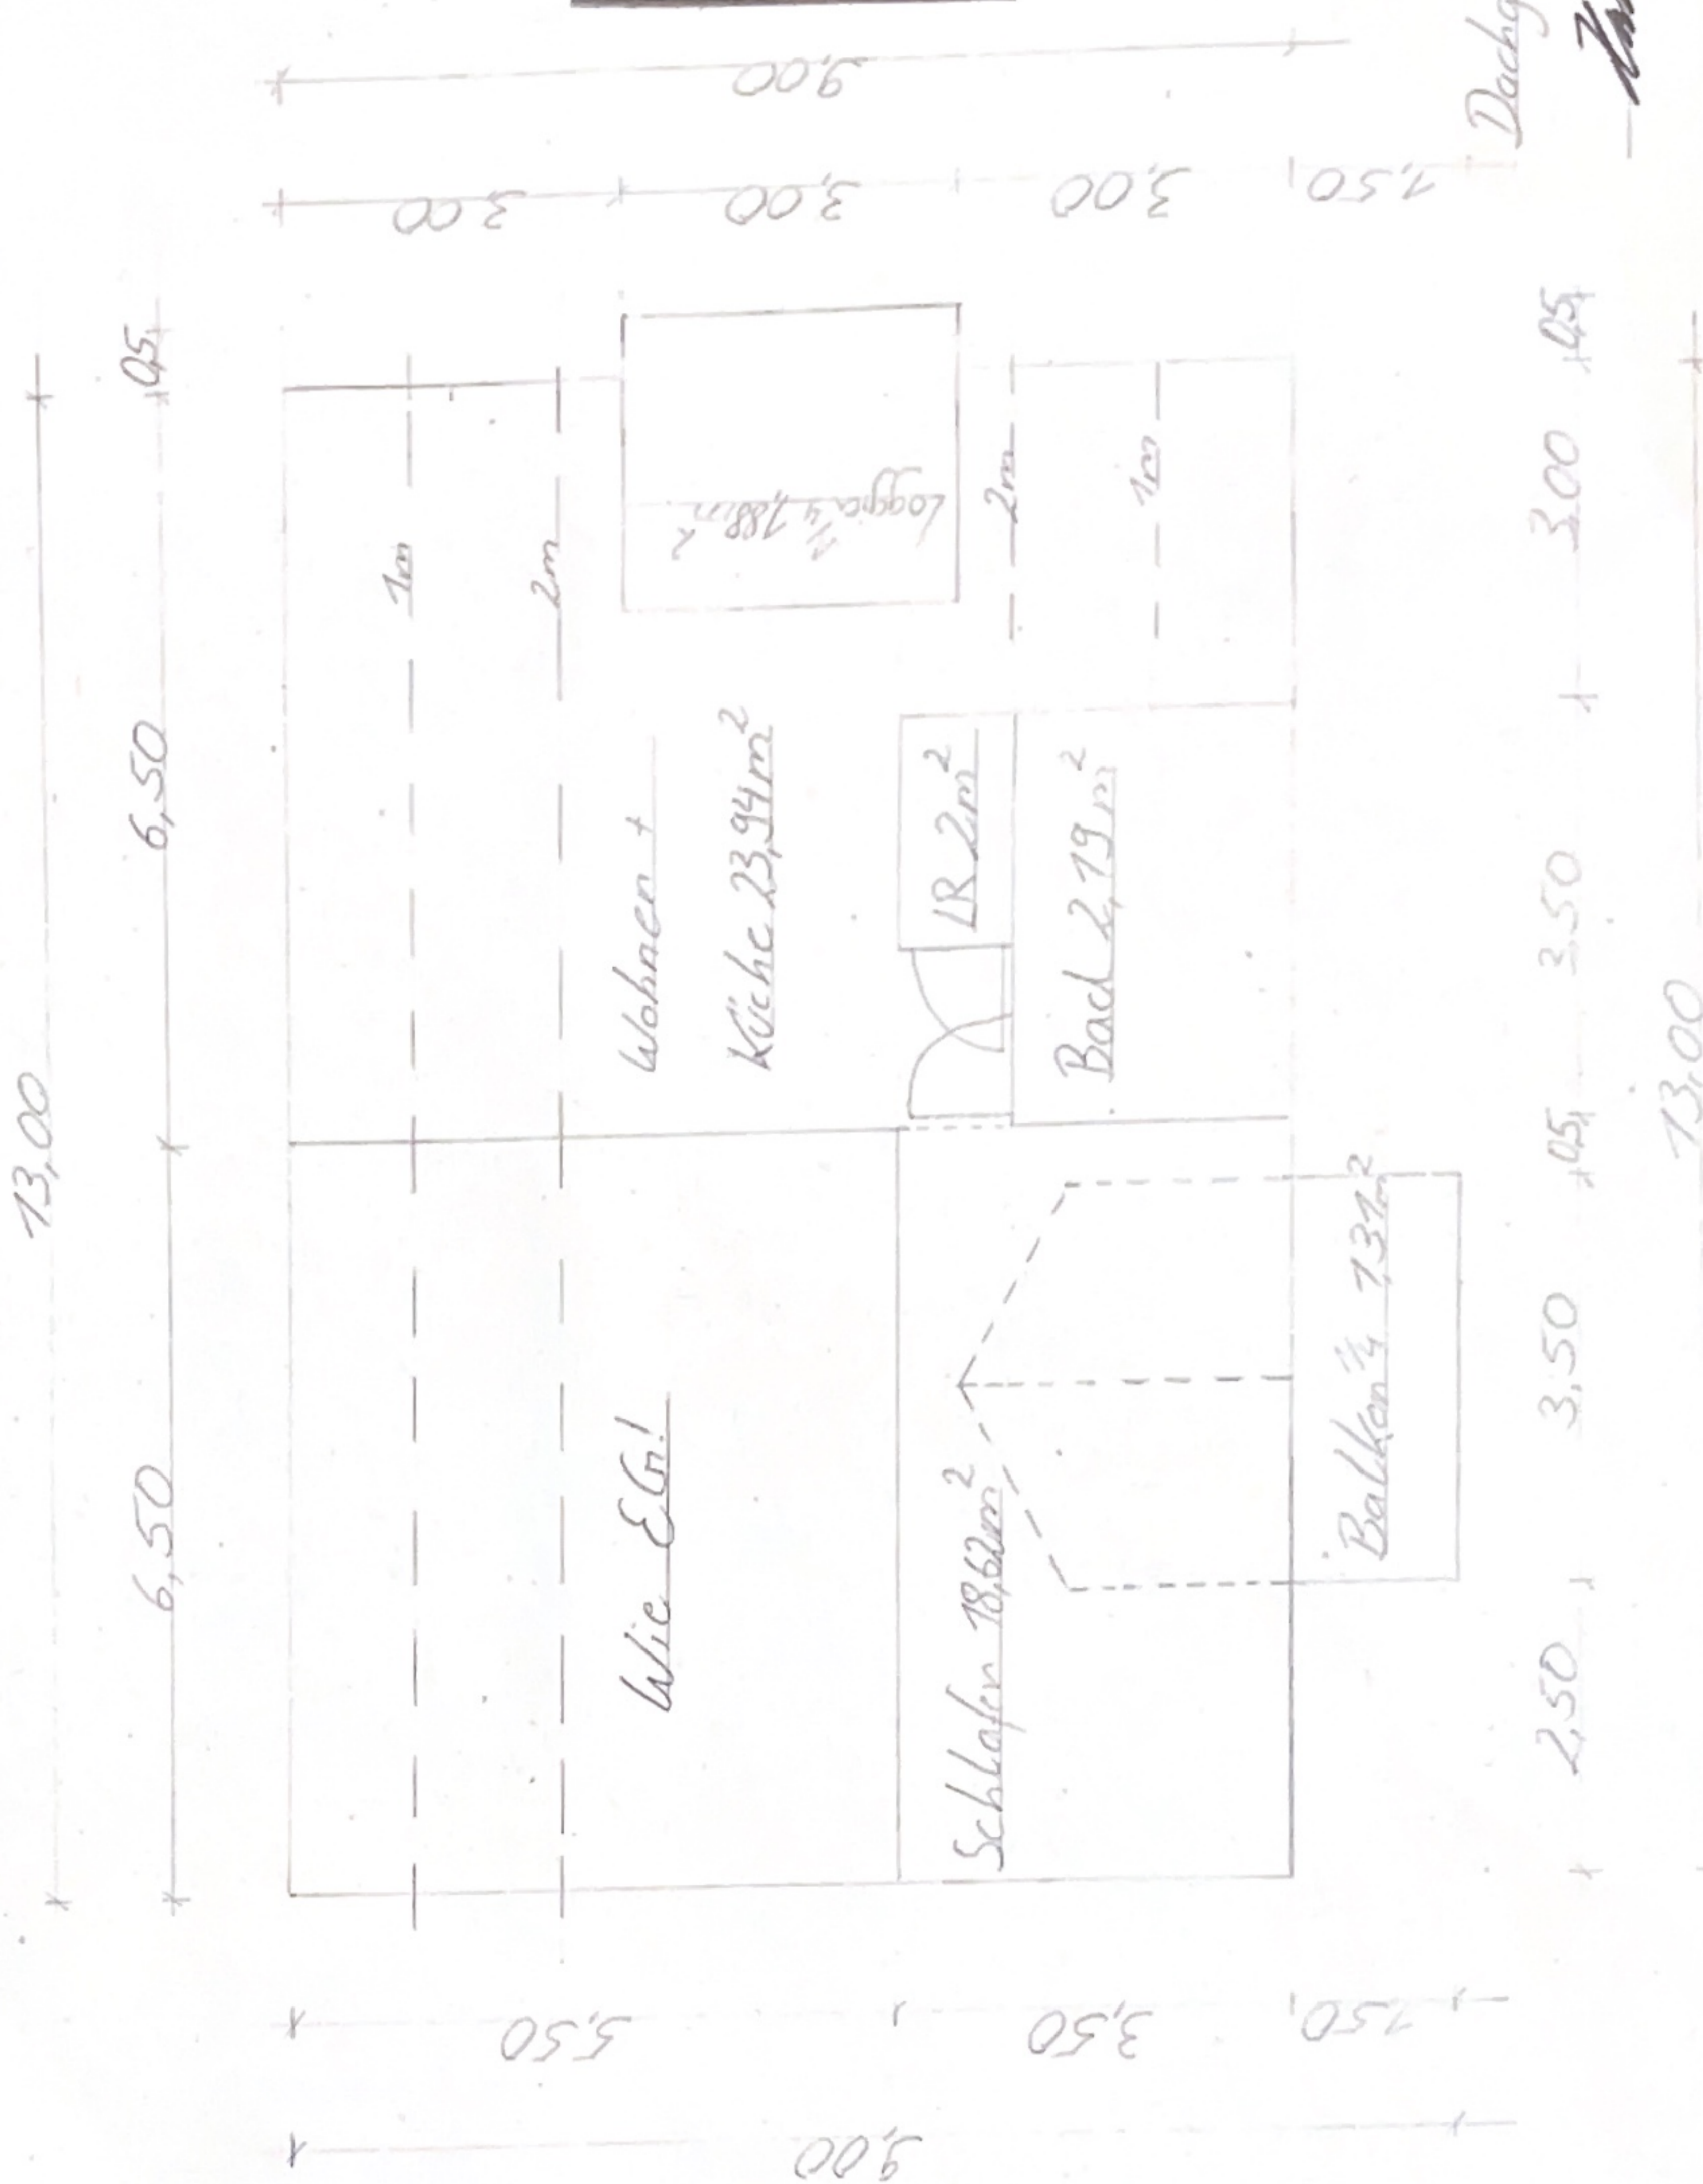 13,00
6,50
6,50
0,5
1m
2m
Wohnen +
Küche 23,94m²
Loggia ¼ 1,88m²
2m
1m
LR 2m²
Bad 2,19m²
Wie EG!
Schlafen 18,62m²
Balkon ¼ 1,31m²
2,50
3,50
0,5
3,50
3,00
0,5
13,00
5,50
3,50
1,50
9,00
3,00
3,00
3,00
1,50
9,00
Dachg